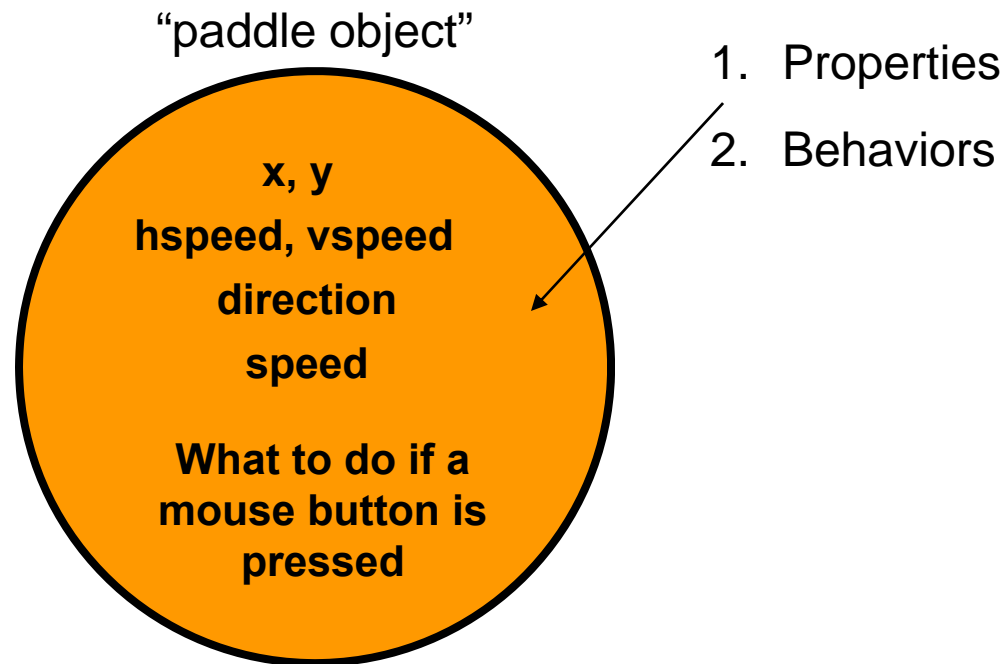 “paddle object”
1. Properties
2. Behaviors
x, y
hspeed, vspeed
direction
speed
What to do if a
mouse button is
pressed